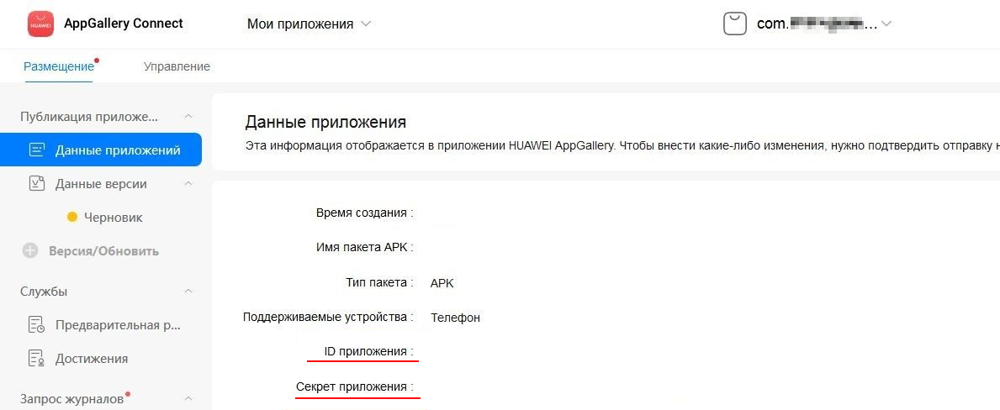 HUAWEI
AppGallery Connect
Мои приложения
com. ...
Размещение
Управление
Публикация приложе...
Данные приложений
Данные версии
Черновик
Версия/Обновить
Службы
Предварительная р...
Достижения
Запрос журналов
Данные приложения
Эта информация отображается в приложении HUAWEI AppGallery. Чтобы внести какие-либо изменения, нужно подтвердить отправку н
Время создания :
Имя пакета APK :
Тип пакета : APK
Поддерживаемые устройства : Телефон
ID приложения :
Секрет приложения :